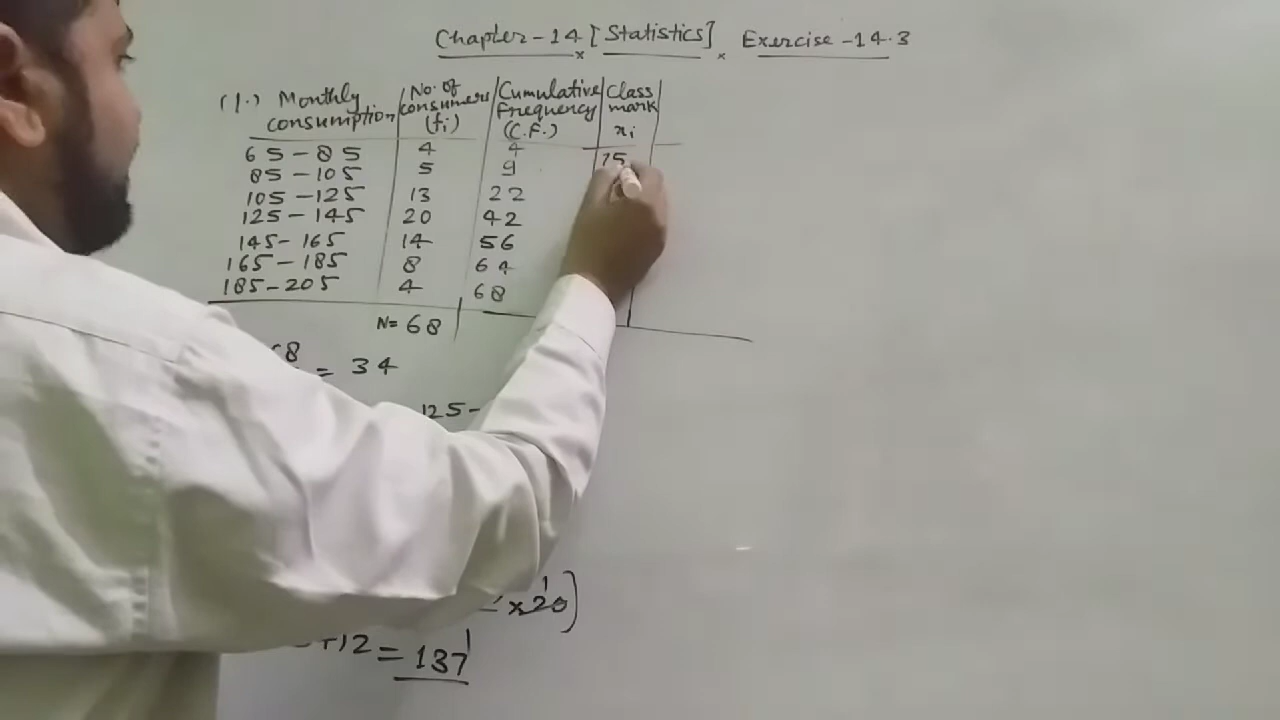 Chapter-14 [Statistics] Exercise-14.3
(1.) Monthly consumption No. of consumers (fi) Cumulative Frequency (C.F.) Class mark xi
65-85 4 4 75
85-105 5 9
105-125 13 22
125-145 20 42
145-165 14 56
165-185 8 64
185-205 4 68
N= 68
= 34
125-
x20)
+12 = 137